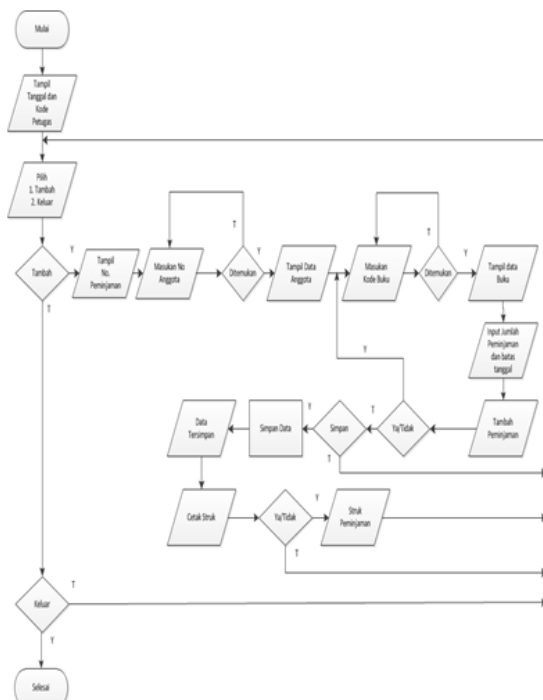 Mulai
Tampil
Tanggal dan
Kode
Petugas
Pilih
1. Tambah
2. Keluar
Tambah
Y
T
Tampil
No.
Peminjaman
Masukan No
Anggota
T
Ditemukan
Y
Tampil Data
Anggota
Masukan
Kode Buku
T
Ditemukan
Y
Tampil data
Buku
Input Jumlah
Peminjaman
dan batas
tanggal
Tambah
Peminjaman
Ya/Tidak
Y
T
Simpan
Y
T
Simpan Data
Data
Tersimpan
Cetak Struk
Ya/Tidak
Y
T
Struk
Peminjaman
Keluar
T
Y
Selesai